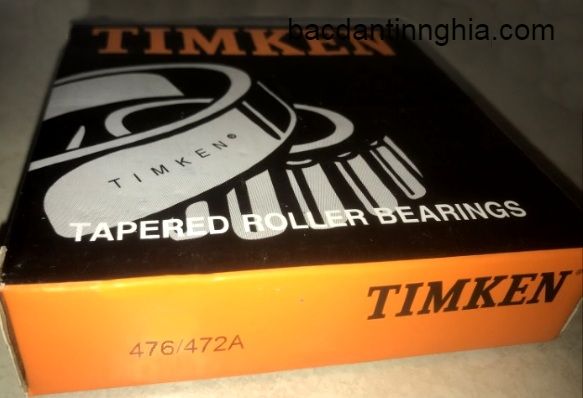 bacdantinnghia.com
TIMKEN
TIMKEN®
TAPERED ROLLER BEARINGS
TIMKEN
476/472A